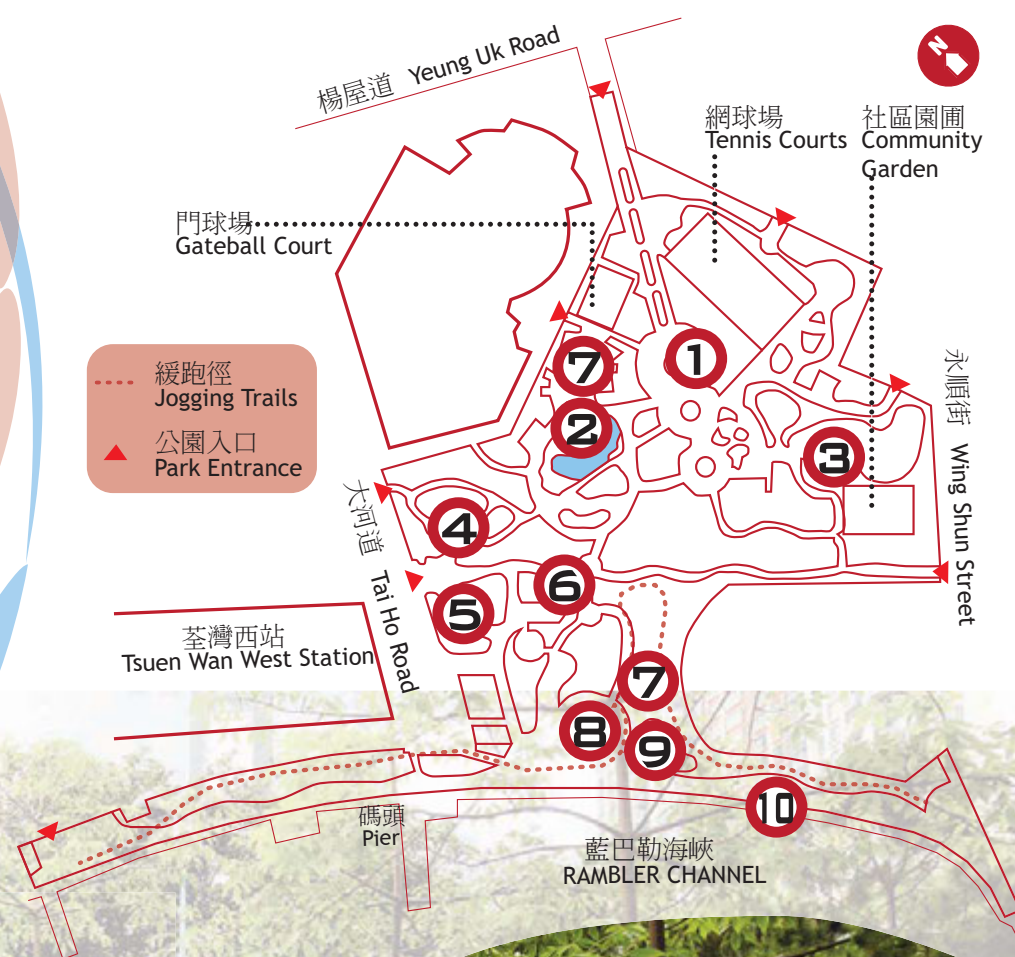 楊屋道 Yeung Uk Road
N
網球場
Tennis Courts
社區園圃
Community
Garden
門球場
Gateball Court
緩跑徑
Jogging Trails
公園入口
Park Entrance
永順街 Wing Shun Street
大河道 Tai Ho Road
荃灣西站
Tsuen Wan West Station
1
7
2
3
4
6
5
7
8
9
10
碼頭
Pier
藍巴勒海峽
RAMBLER CHANNEL